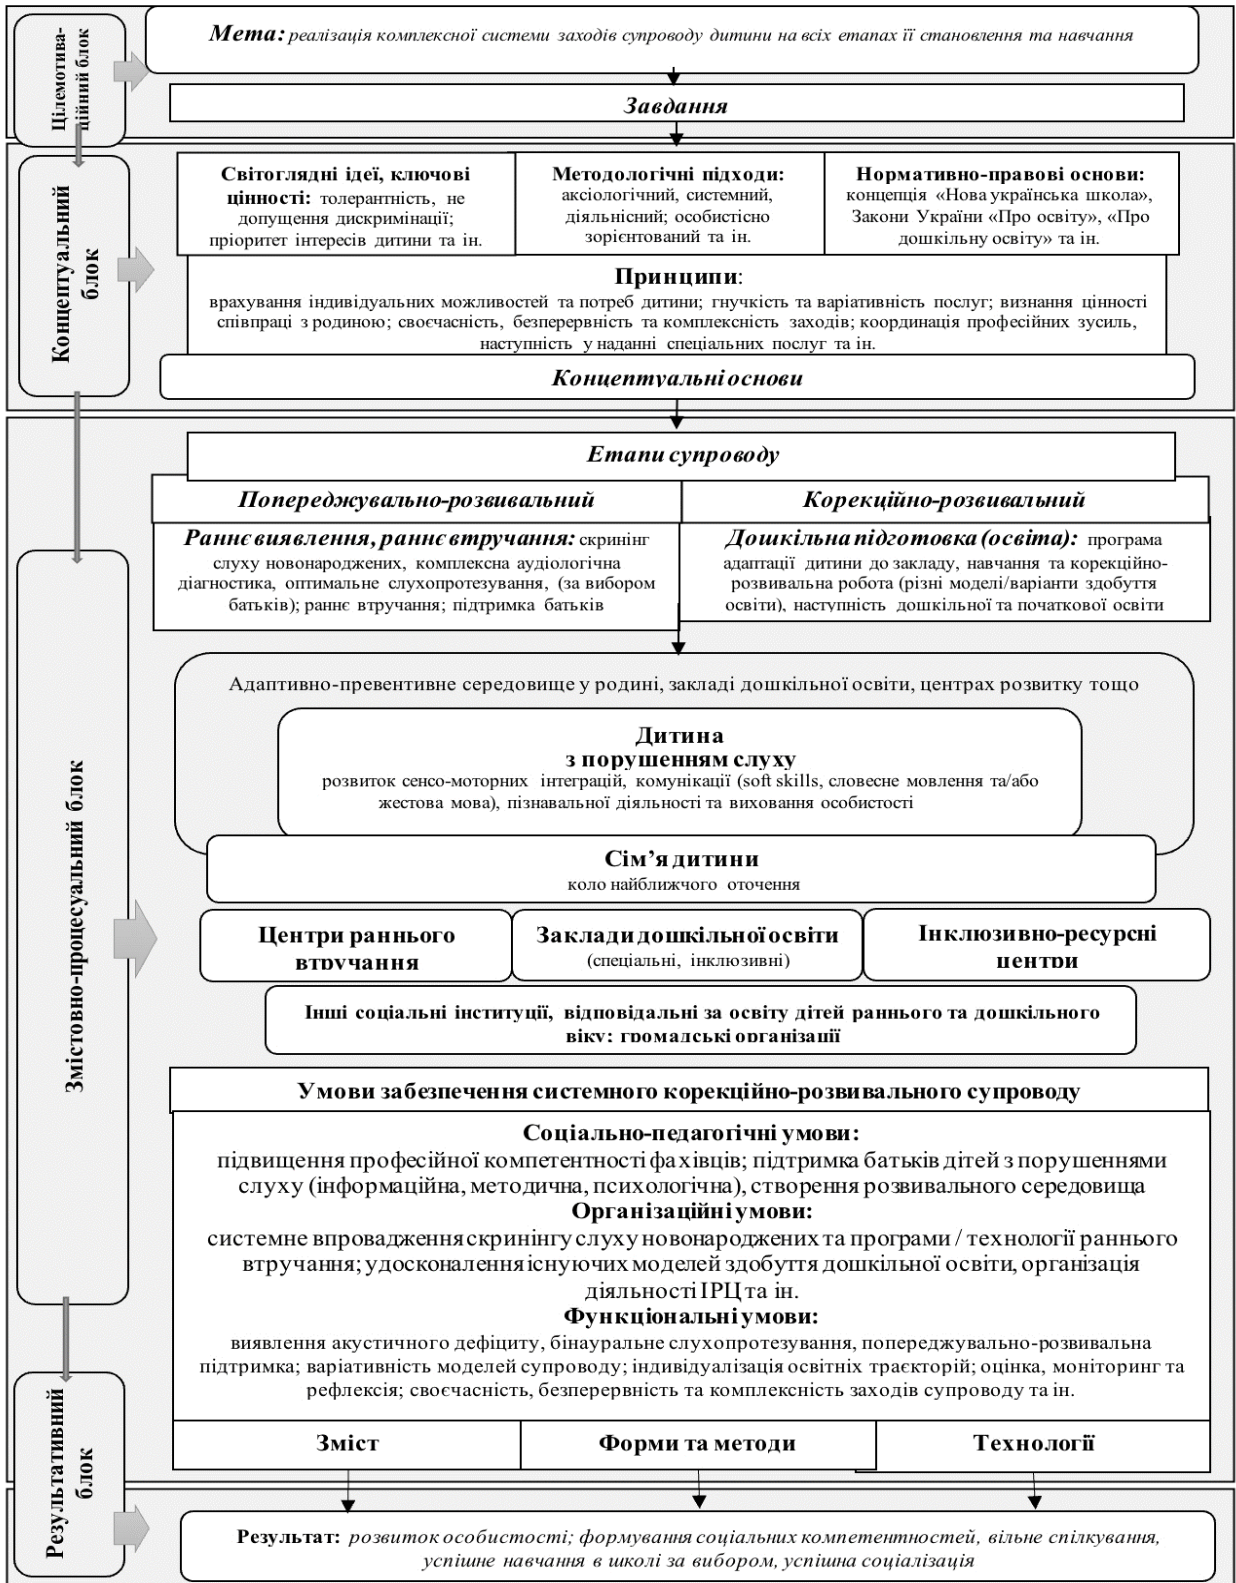 Цілемотива-
ційний блок
Мета: реалізація комплексної системи заходів супроводу дитини на всіх етапах її становлення та навчання
Завдання
Концептуальний
блок
Світоглядні ідеї, ключові
цінності: толерантність, не
допущення дискримінації;
пріоритет інтересів дитини та ін.
Методологічні підходи:
аксіологічний, системний,
діяльнісний; особистісно
зорієнтований та ін.
Нормативно-правові основи:
концепція «Нова українська школа»,
Закони України «Про освіту», «Про
дошкільну освіту» та ін.
Принципи:
врахування індивідуальних можливостей та потреб дитини; гнучкість та варіативність послуг; визнання цінності
співпраці з родиною; своєчасність, безперервність та комплексність заходів; координація професійних зусиль,
наступність у наданні спеціальних послуг та ін.
Концептуальні основи
Змістовно-процесуальний блок
Етапи супроводу
Попереджувально-розвивальний
Корекційно-розвивальний
Раннє виявлення, раннє втручання: скринінг
слуху новонароджених, комплексна аудіологічна
діагностика, оптимальне слухопротезування, (за вибором
батьків); раннє втручання; підтримка батьків
Дошкільна підготовка (освіта): програма
адаптації дитини до закладу, навчання та корекційно-
розвивальна робота (різні моделі/варіанти здобуття
освіти), наступність дошкільної та початкової освіти
Адаптивно-превентивне середовище у родині, закладі дошкільної освіти, центрах розвитку тощо
Дитина
з порушенням слуху
розвиток сенсо-моторних інтеграцій, комунікації (soft skills, словесне мовлення та/або
жестова мова), пізнавальної діяльності та виховання особистості
Сім’я дитини
коло найближчого оточення
Центри раннього
втручання
Заклади дошкільної освіти
(спеціальні, інклюзивні)
Інклюзивно-ресурсні
центри
Інші соціальні інституції, відповідальні за освіту дітей раннього та дошкільного
віку; громадські організації
Умови забезпечення системного корекційно-розвивального супроводу
Соціально-педагогічні умови:
підвищення професійної компетентності фахівців; підтримка батьків дітей з порушеннями
слуху (інформаційна, методична, психологічна), створення розвивального середовища
Організаційні умови:
системне впровадження скринінгу слуху новонароджених та програми / технології раннього
втручання; удосконалення існуючих моделей здобуття дошкільної освіти, організація
діяльності ІРЦ та ін.
Функціональні умови:
виявлення акустичного дефіциту, бінауральне слухопротезування, попереджувально-розвивальна
підтримка; варіативність моделей супроводу; індивідуалізація освітніх траєкторій; оцінка, моніторинг та
рефлексія; своєчасність, безперервність та комплексність заходів супроводу та ін.
Зміст
Форми та методи
Технології
Результативний
блок
Результат: розвиток особистості; формування соціальних компетентностей, вільне спілкування,
успішне навчання в школі за вибором, успішна соціалізація